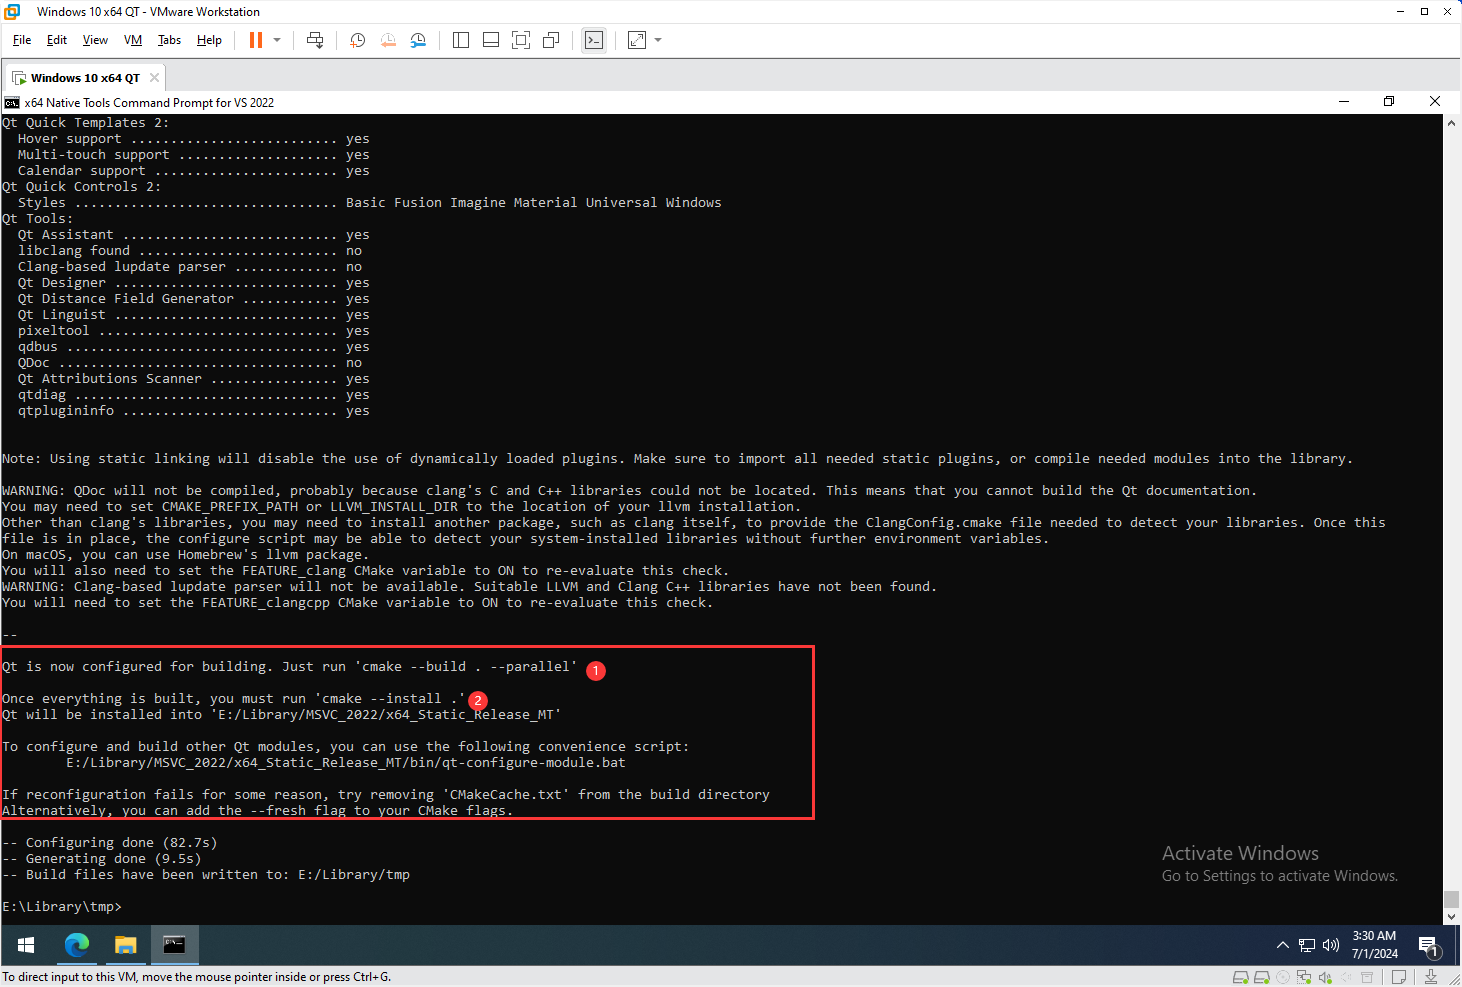 Windows 10 x64 QT - VMware Workstation
File Edit View VM Tabs Help
Windows 10 x64 QT
x64 Native Tools Command Prompt for VS 2022
Qt Quick Templates 2:
Hover support .......................... yes
Multi-touch support .................... yes
Calendar support ....................... yes
Qt Quick Controls 2:
Styles ................................. Basic Fusion Imagine Material Universal Windows
Qt Tools:
Qt Assistant ........................... yes
libclang found ......................... no
Clang-based lupdate parser ............. no
Qt Designer ............................ yes
Qt Distance Field Generator ............ yes
Qt Linguist ............................ yes
pixeltool .............................. yes
qdbus .................................. yes
QDoc ................................... no
Qt Attributions Scanner ................ yes
qtdiag ................................. yes
qtplugininfo ........................... yes
Note: Using static linking will disable the use of dynamically loaded plugins. Make sure to import all needed static plugins, or compile needed modules into the library.
WARNING: QDoc will not be compiled, probably because clang's C and C++ libraries could not be located. This means that you cannot build the Qt documentation.
You may need to set CMAKE_PREFIX_PATH or LLVM_INSTALL_DIR to the location of your llvm installation.
Other than clang's libraries, you may need to install another package, such as clang itself, to provide the ClangConfig.cmake file needed to detect your libraries. Once this
file is in place, the configure script may be able to detect your system-installed libraries without further environment variables.
On macOS, you can use Homebrew's llvm package.
You will also need to set the FEATURE_clang CMake variable to ON to re-evaluate this check.
WARNING: Clang-based lupdate parser will not be available. Suitable LLVM and Clang C++ libraries have not been found.
You will need to set the FEATURE_clangcpp CMake variable to ON to re-evaluate this check.
--
Qt is now configured for building. Just run 'cmake --build . --parallel' 1
Once everything is built, you must run 'cmake --install .' 2
Qt will be installed into 'E:/Library/MSVC_2022/x64_Static_Release_MT'
To configure and build other Qt modules, you can use the following convenience script:
E:/Library/MSVC_2022/x64_Static_Release_MT/bin/qt-configure-module.bat
If reconfiguration fails for some reason, try removing 'CMakeCache.txt' from the build directory
Alternatively, you can add the --fresh flag to your CMake flags.
-- Configuring done (82.7s)
-- Generating done (9.5s)
-- Build files have been written to: E:/Library/tmp
Activate Windows
Go to Settings to activate Windows.
E:\Library\tmp>
3:30 AM
7/1/2024
1
To direct input to this VM, move the mouse pointer inside or press Ctrl+G.